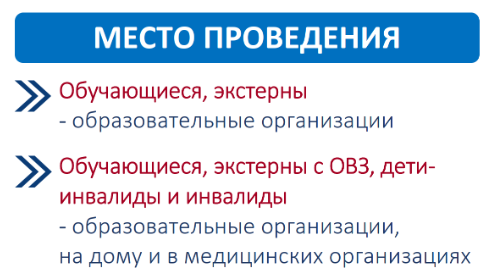 МЕСТО ПРОВЕДЕНИЯ
Обучающиеся, экстерны
- образовательные организации
Обучающиеся, экстерны с ОВЗ, дети-
инвалиды и инвалиды
- образовательные организации,
на дому и в медицинских организациях